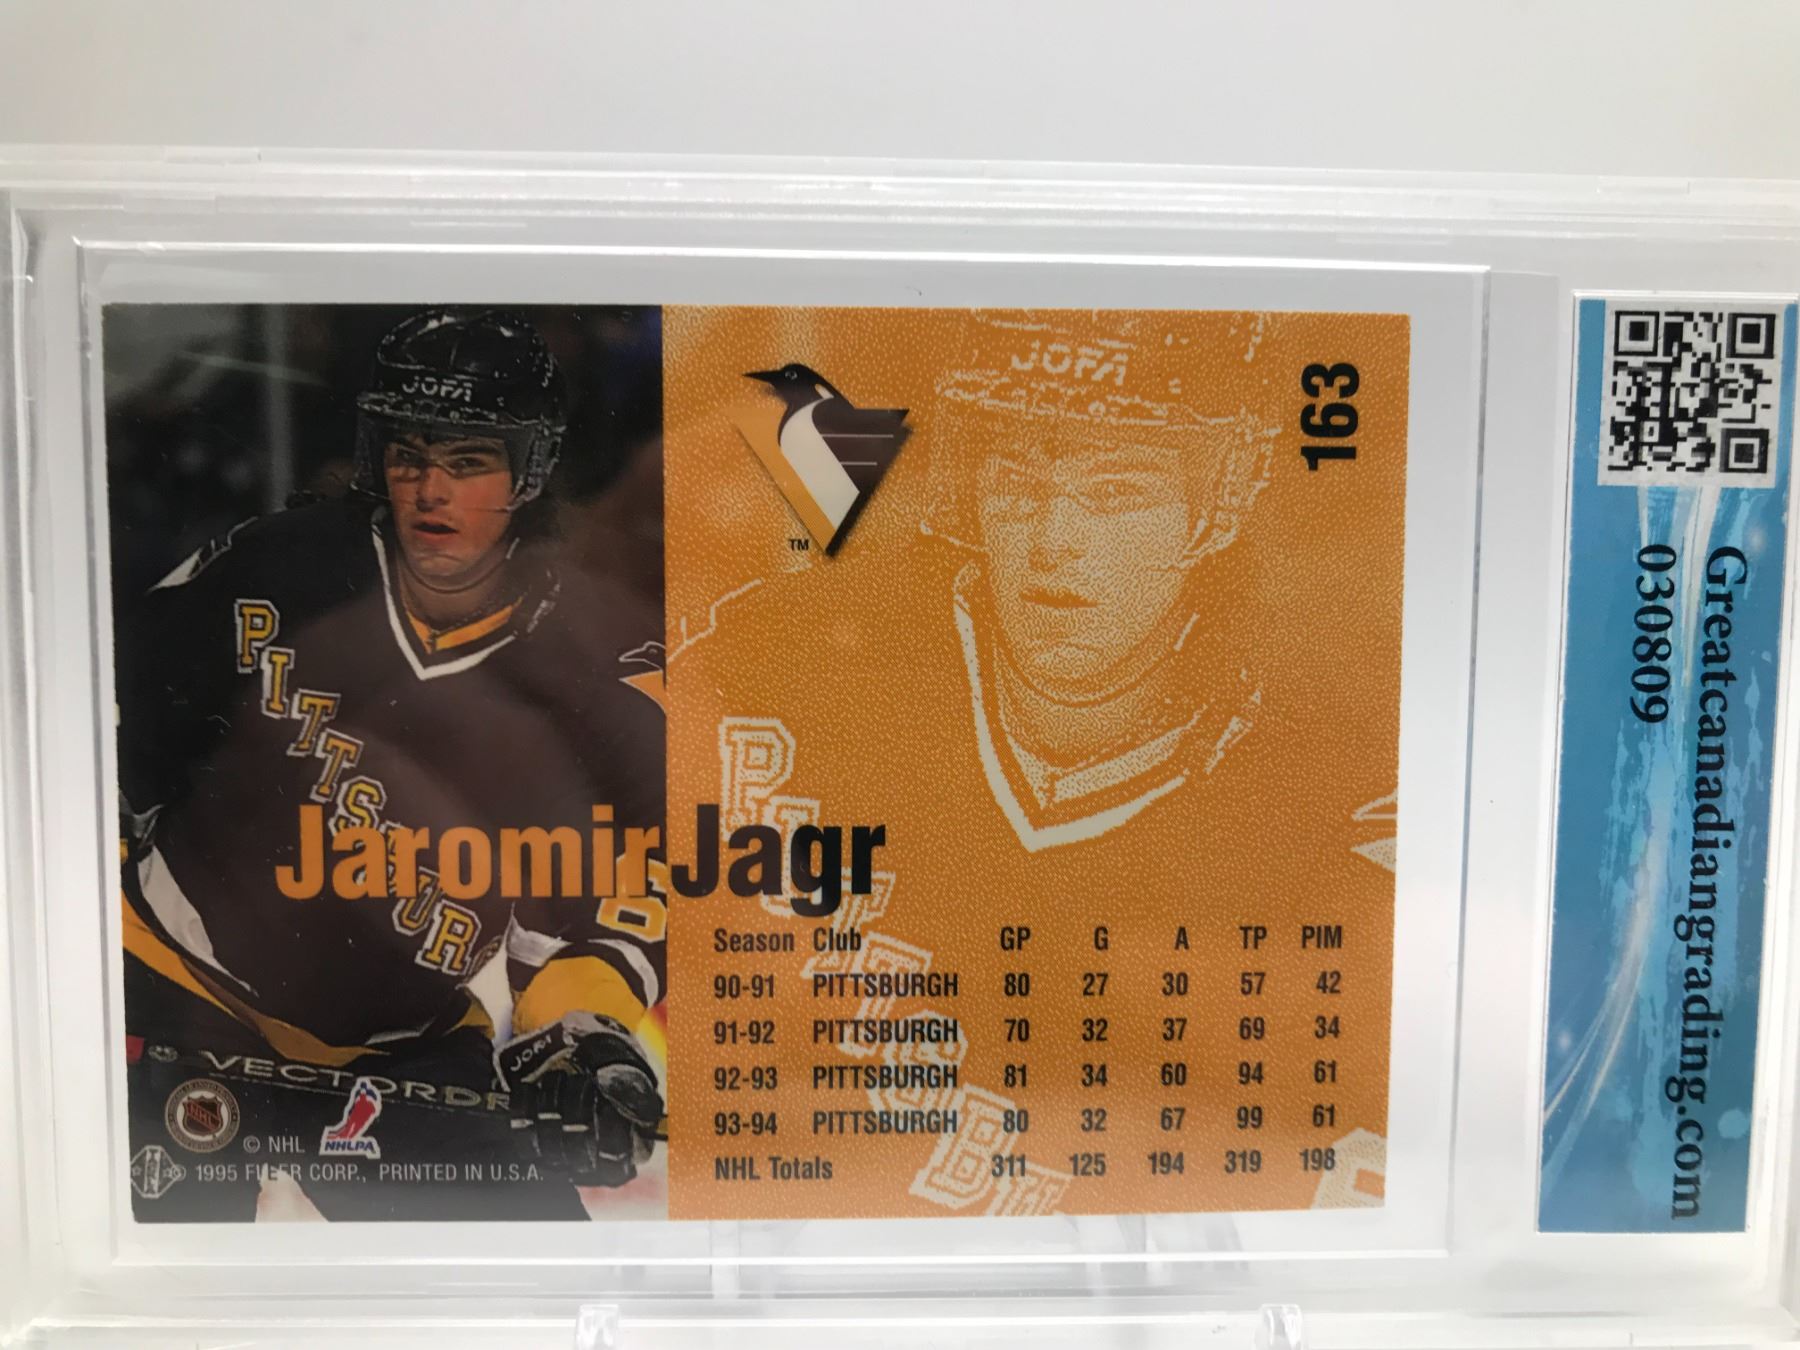 JOFA
JOFA
163
TM
PITTSBURG
P
Jaromir Jagr
6
Season Club GP G A TP PIM
90-91 PITTSBURGH 80 27 30 57 42
91-92 PITTSBURGH 70 32 37 69 34
92-93 PITTSBURGH 81 34 60 94 61
93-94 PITTSBURGH 80 32 67 99 61
NHL Totals 311 125 194 319 198
VECTOR
JOFA
NHL
© NHL
NHLPA
© 1995 FLEER CORP., PRINTED IN U.S.A.
Greatcanadiangrading.com
030809